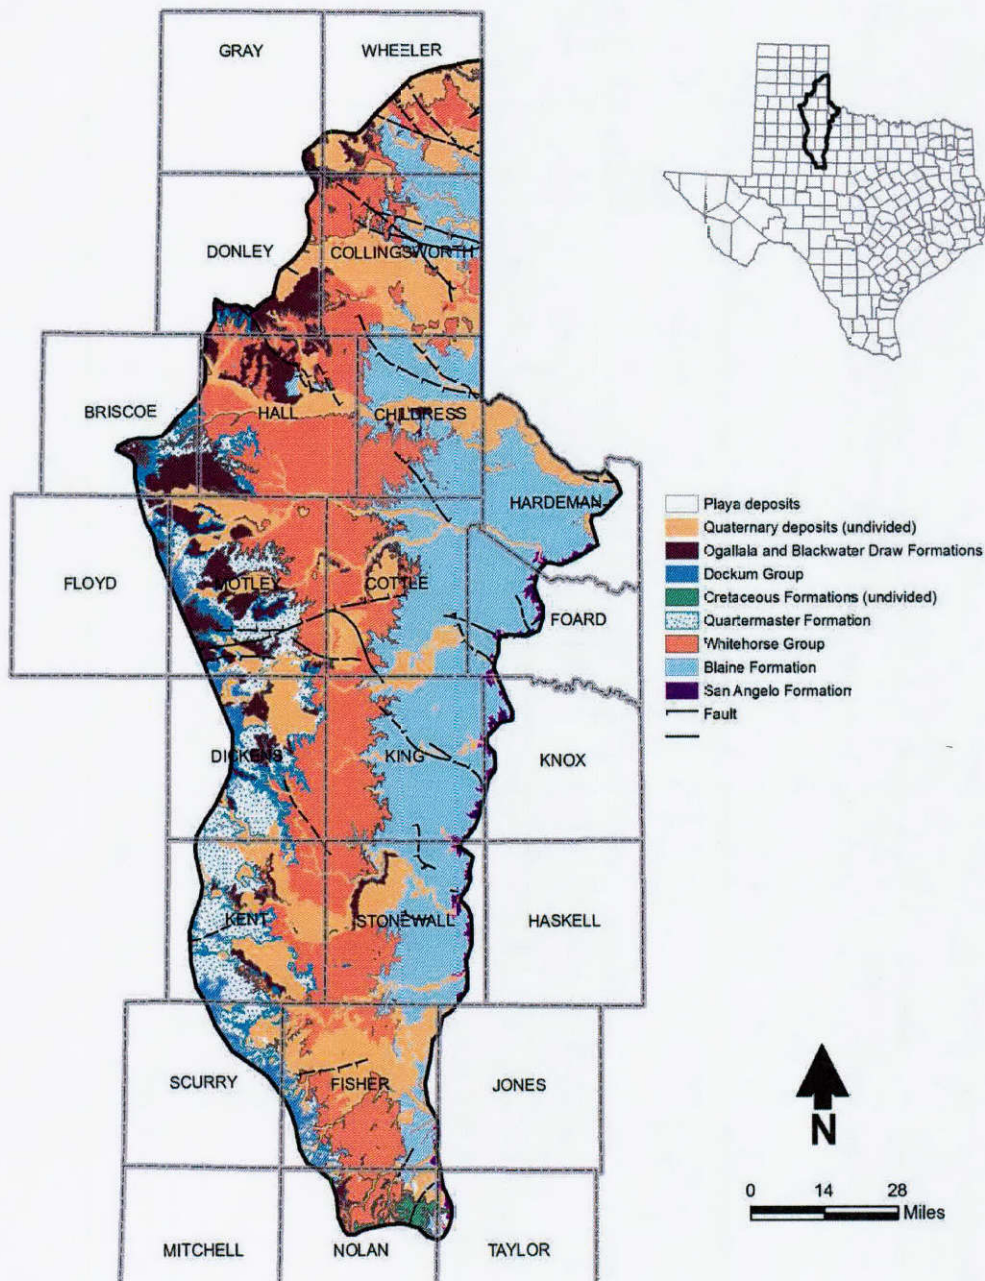 GRAY
WHEELER
DONLEY
COLLINGSWORTH
BRISCOE
HALL
CHILDRESS
HARDEMAN
FLOYD
MOTLEY
COTTLE
FOARD
DICKENS
KING
KNOX
KENT
STONEWALL
HASKELL
SCURRY
FISHER
JONES
MITCHELL
NOLAN
TAYLOR
Playa deposits
Quaternary deposits (undivided)
Ogallala and Blackwater Draw Formations
Dockum Group
Cretaceous Formations (undivided)
Quartermaster Formation
Whitehorse Group
Blaine Formation
San Angelo Formation
Fault
N
0 14 28
Miles